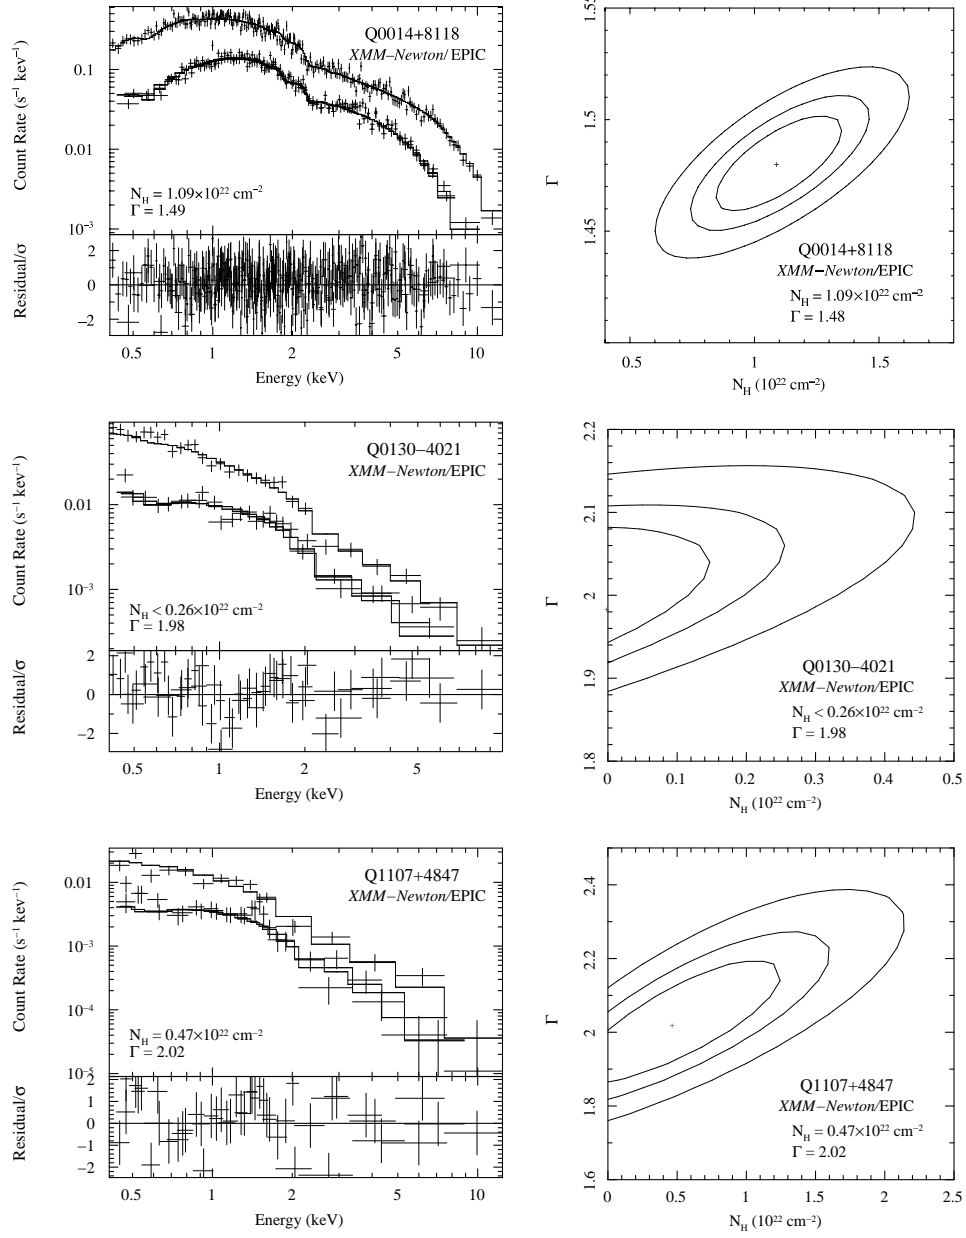 Count Rate (s⁻¹ kev⁻¹)
0.1
0.01
10⁻³
Q0014+8118
XMM−Newton/EPIC
N_H = 1.09×10²² cm⁻²
Γ = 1.49
Residual/σ
2
0
−2
0.5 1 2 5 10
Energy (keV)
Γ
1.55
1.5
1.45
Q0014+8118
XMM−Newton/EPIC
N_H = 1.09×10²² cm⁻²
Γ = 1.48
0.5 1 1.5
N_H (10²² cm⁻²)
Count Rate (s⁻¹ kev⁻¹)
0.01
10⁻³
Q0130−4021
XMM−Newton/EPIC
N_H < 0.26×10²² cm⁻²
Γ = 1.98
Residual/σ
2
0
−2
0.5 1 2 5
Energy (keV)
Γ
2.2
2.1
2
1.9
1.8
Q0130−4021
XMM−Newton/EPIC
N_H < 0.26×10²² cm⁻²
Γ = 1.98
0 0.1 0.2 0.3 0.4 0.5
N_H (10²² cm⁻²)
Count Rate (s⁻¹ kev⁻¹)
0.01
10⁻³
10⁻⁴
10⁻⁵
Q1107+4847
XMM−Newton/EPIC
N_H = 0.47×10²² cm⁻²
Γ = 2.02
Residual/σ
2
1
0
−1
−2
0.5 1 2 5 10
Energy (keV)
Γ
2.4
2.2
2
1.8
1.6
Q1107+4847
XMM−Newton/EPIC
N_H = 0.47×10²² cm⁻²
Γ = 2.02
0 0.5 1 1.5 2 2.5
N_H (10²² cm⁻²)